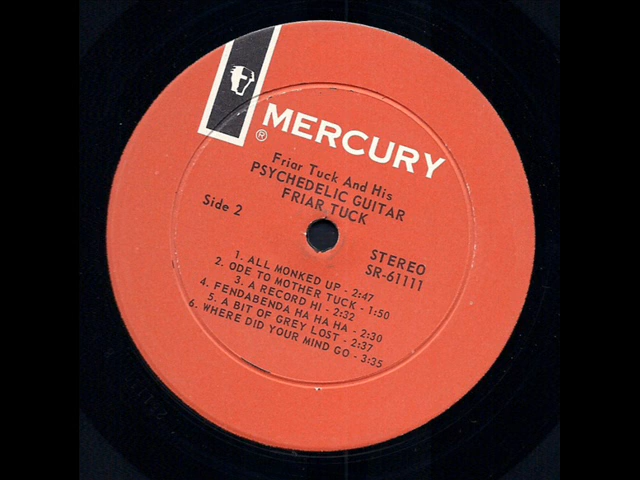 ® MERCURY
Friar Tuck And His
PSYCHEDELIC GUITAR
FRIAR TUCK
Side 2
STEREO
SR-61111
1. ALL MONKED UP - 2:47
2. ODE TO MOTHER TUCK - 1:50
3. A RECORD HI - 2:32
4. FENDABENDA HA HA HA - 2:30
5. A BIT OF GREY LOST - 2:37
6. WHERE DID YOUR MIND GO - 3:35